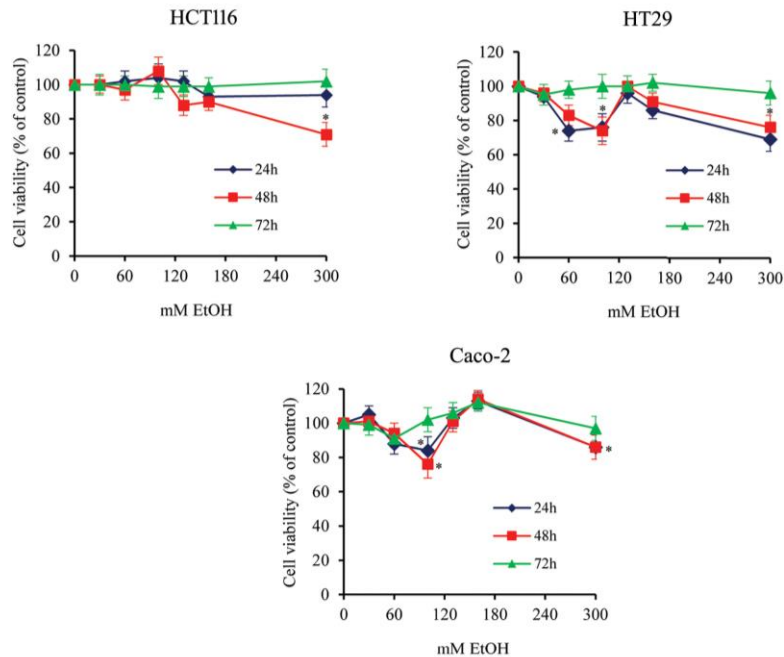 HCT116
120
100
80
60
40
20
0
Cell viability (% of control)
*
24h
48h
72h
0 60 120 180 240 300
mM EtOH
HT29
120
100
80
60
40
20
0
Cell viability (% of control)
*
*
*
24h
48h
72h
0 60 120 180 240 300
mM EtOH
Caco-2
120
100
80
60
40
20
0
Cell viability (% of control)
*
*
*
24h
48h
72h
0 60 120 180 240 300
mM EtOH